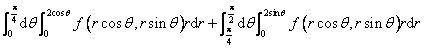 ∫_0^{π/4} dθ ∫_0^{2cosθ} f(r cosθ, r sinθ) r dr + ∫_{π/4}^{π/2} dθ ∫_0^{2sinθ} f(r cosθ, r sinθ) r dr